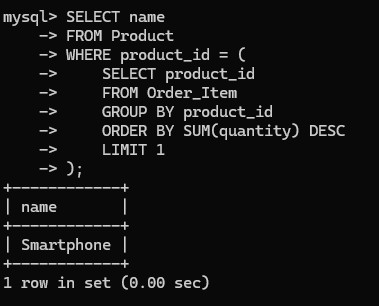 mysql> SELECT name
    -> FROM Product
    -> WHERE product_id = (
    ->     SELECT product_id
    ->     FROM Order_Item
    ->     GROUP BY product_id
    ->     ORDER BY SUM(quantity) DESC
    ->     LIMIT 1
    -> );
+------------+
| name       |
+------------+
| Smartphone |
+------------+
1 row in set (0.00 sec)